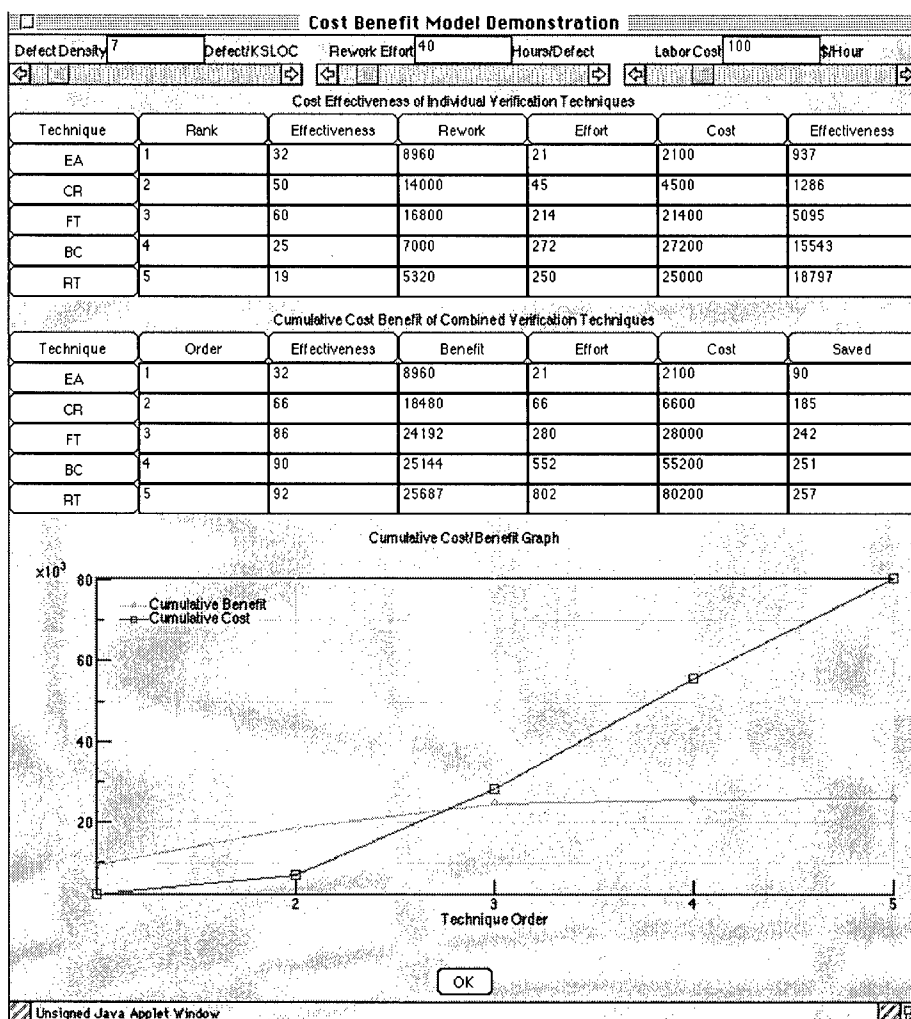 Cost Benefit Model Demonstration
Defect Density 7 Defect/KSLOC Rework Effort 40 Hours/Defect Labor Cost 100 $/Hour
Cost Effectiveness of Individual Verification Techniques
Technique Rank Effectiveness Rework Effort Cost Effectiveness
EA 1 32 8960 21 2100 937
CR 2 50 14000 45 4500 1286
FT 3 60 16800 214 21400 5095
BC 4 25 7000 272 27200 15543
RT 5 19 5320 250 25000 18797
Cumulative Cost Benefit of Combined Verification Techniques
Technique Order Effectiveness Benefit Effort Cost Saved
EA 1 32 8960 21 2100 90
CR 2 66 18480 66 6600 185
FT 3 86 24192 280 28000 242
BC 4 90 25144 552 55200 251
RT 5 92 25687 802 80200 257
Cumulative Cost/Benefit Graph
x10³
80
Cumulative Benefit
Cumulative Cost
60
40
20
2 3 4 5
Technique Order
OK
Unsigned Java Applet Window